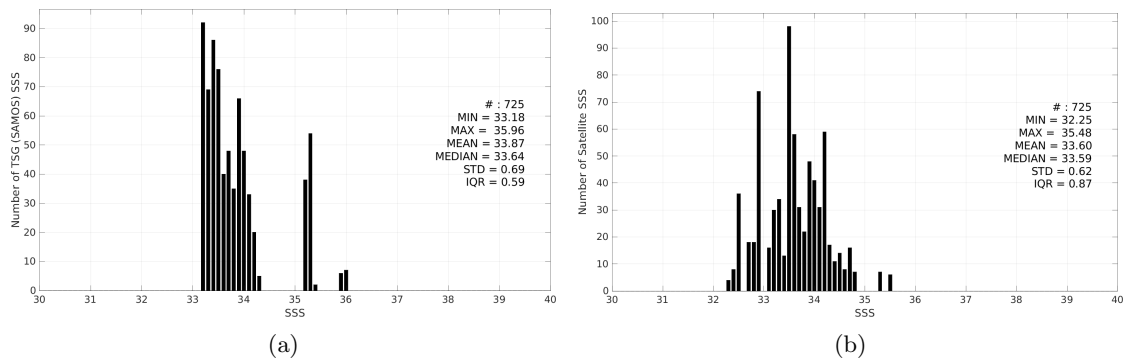 Number of TSG (SAMOS) SSS
90
80
70
60
50
40
30
20
10
0
# : 725
MIN = 33.18
MAX = 35.96
MEAN = 33.87
MEDIAN = 33.64
STD = 0.69
IQR = 0.59
30 31 32 33 34 35 36 37 38 39 40
SSS
(a)
Number of Satellite SSS
100
90
80
70
60
50
40
30
20
10
0
# : 725
MIN = 32.25
MAX = 35.48
MEAN = 33.60
MEDIAN = 33.59
STD = 0.62
IQR = 0.87
30 31 32 33 34 35 36 37 38 39 40
SSS
(b)